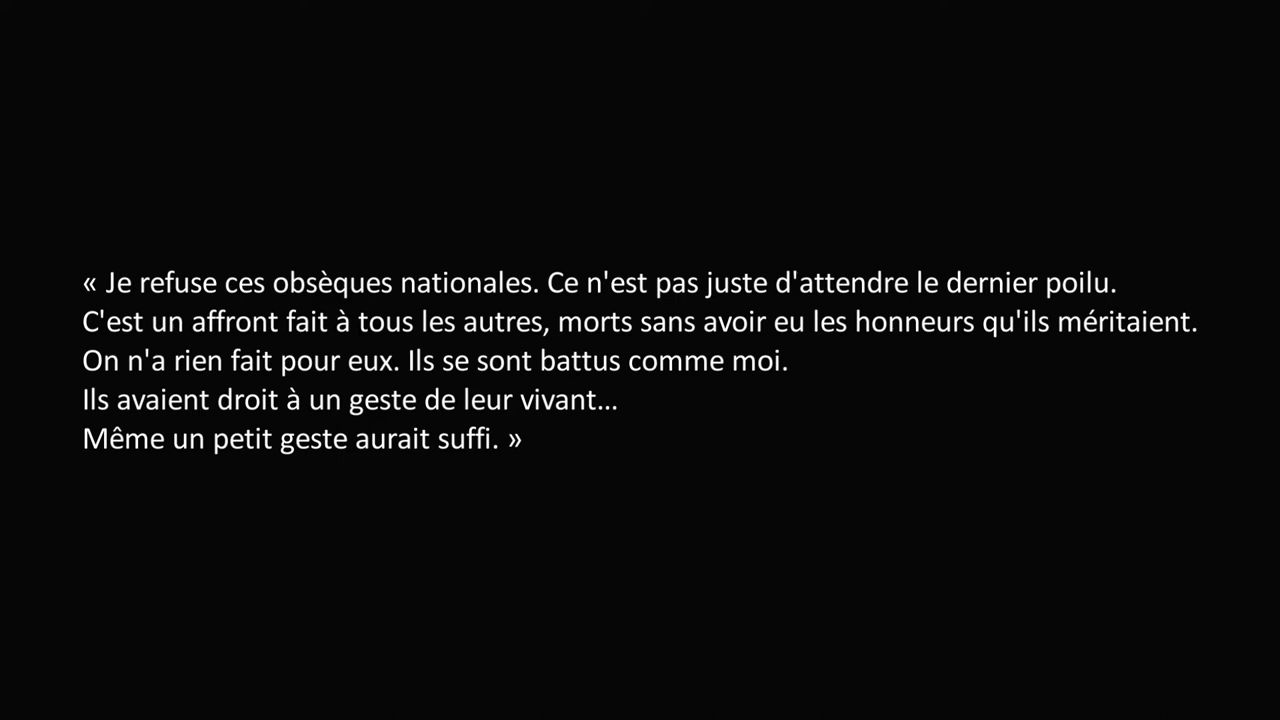 « Je refuse ces obsèques nationales. Ce n'est pas juste d'attendre le dernier poilu.
C'est un affront fait à tous les autres, morts sans avoir eu les honneurs qu'ils méritaient.
On n'a rien fait pour eux. Ils se sont battus comme moi.
Ils avaient droit à un geste de leur vivant...
Même un petit geste aurait suffi. »